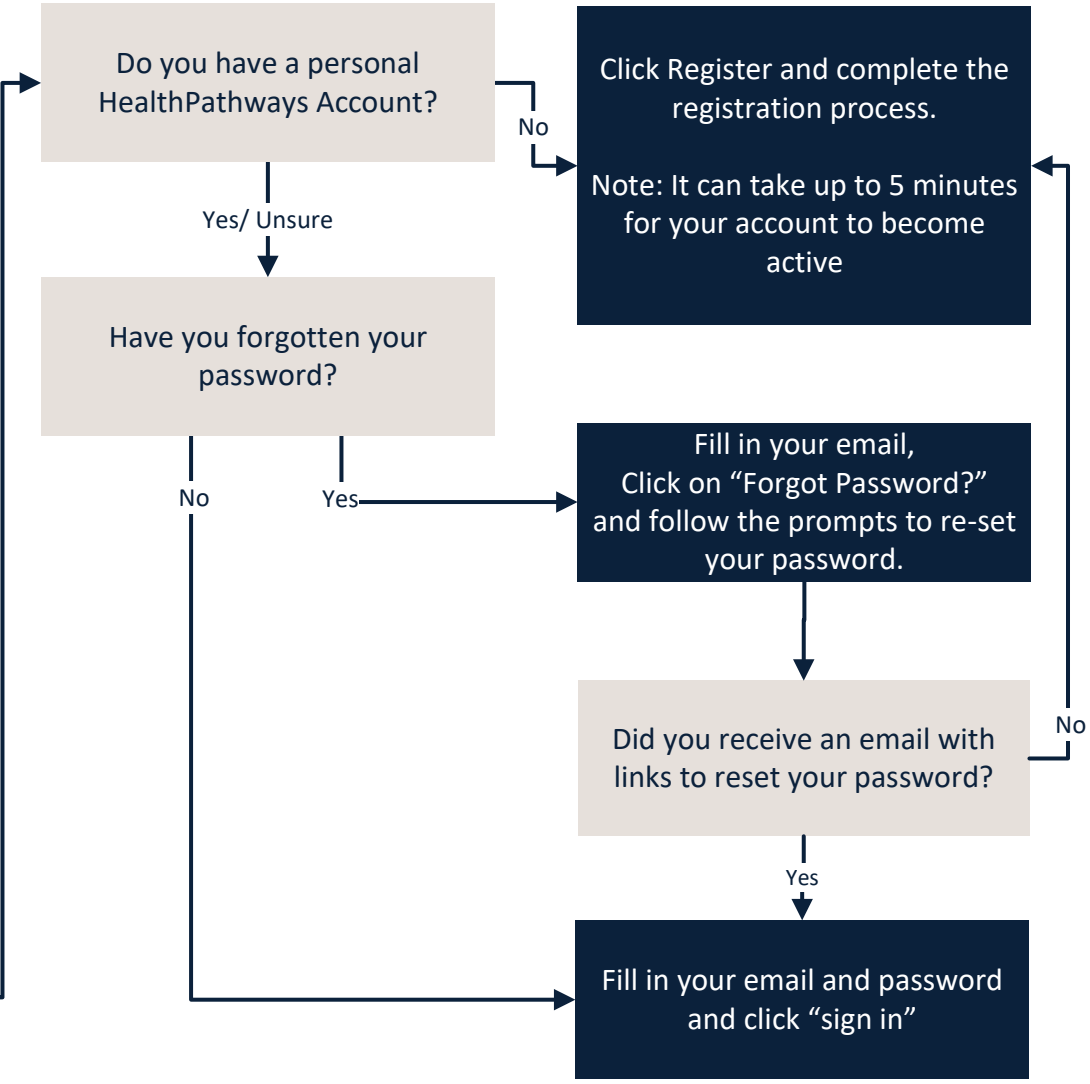 Do you have a personal
HealthPathways Account?
No
Click Register and complete the
registration process.
Note: It can take up to 5 minutes
for your account to become
active
Yes/ Unsure
Have you forgotten your
password?
No
Yes
Fill in your email,
Click on “Forgot Password?”
and follow the prompts to re-set
your password.
Did you receive an email with
links to reset your password?
No
Yes
Fill in your email and password
and click “sign in”